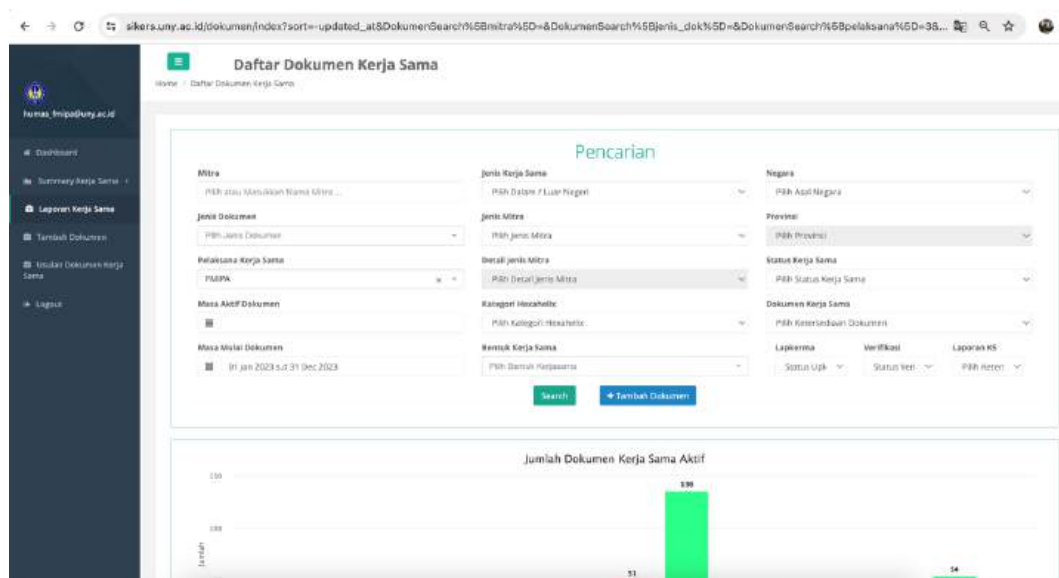 sikers.uny.ac.id/dokumen/index?sort=-updated_at&DokumenSearch%5Bmitra%5D=&DokumenSearch%5Bjenis_dok%5D=&DokumenSearch%5Bpelaksana%5D=38...
Daftar Dokumen Kerja Sama
Home / Daftar Dokumen Kerja Sama
humas_fmipa@uny.ac.id
Dashboard
Summary Kerja Sama
Laporan Kerja Sama
Tambah Dokumen
Usulan Dokumen Kerja
Sama
Logout
Pencarian
Mitra
Pilih atau Masukkan Nama Mitra ...
Jenis Kerja Sama
Pilih Dalam / Luar Negeri
Negara
Pilih Asal Negara
Jenis Dokumen
Pilih Jenis Dokumen
Jenis Mitra
Pilih Jenis Mitra
Provinsi
Pilih Provinsi
Pelaksana Kerja Sama
FMIPA
Detail Jenis Mitra
Pilih Detail Jenis Mitra
Status Kerja Sama
Pilih Status Kerja Sama
Masa Aktif Dokumen
Kategori Hexahelix
Pilih Kategori Hexahelix
Dokumen Kerja Sama
Pilih Ketersediaan Dokumen
Masa Mulai Dokumen
01 Jan 2023 s.d 31 Dec 2023
Bentuk Kerja Sama
Pilih Bentuk Kerjasama
Lapkerma
Status Upl
Verifikasi
Status Veri
Laporan KS
Pilih Keter
Search
+ Tambah Dokumen
Jumlah Dokumen Kerja Sama Aktif
150
100
Jumlah
51
136
54